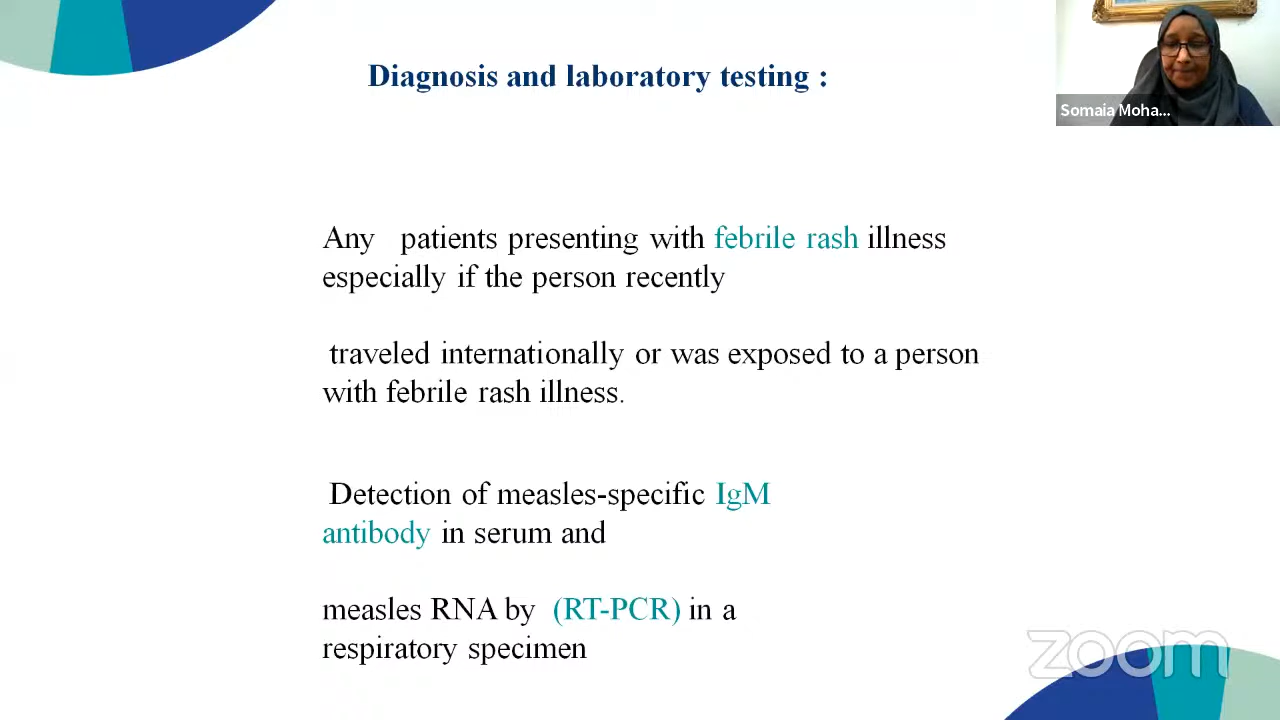 Diagnosis and laboratory testing :
Somaia Moha...
Any patients presenting with febrile rash illness
especially if the person recently
traveled internationally or was exposed to a person
with febrile rash illness.
Detection of measles-specific IgM
antibody in serum and
measles RNA by (RT-PCR) in a
respiratory specimen
zoom